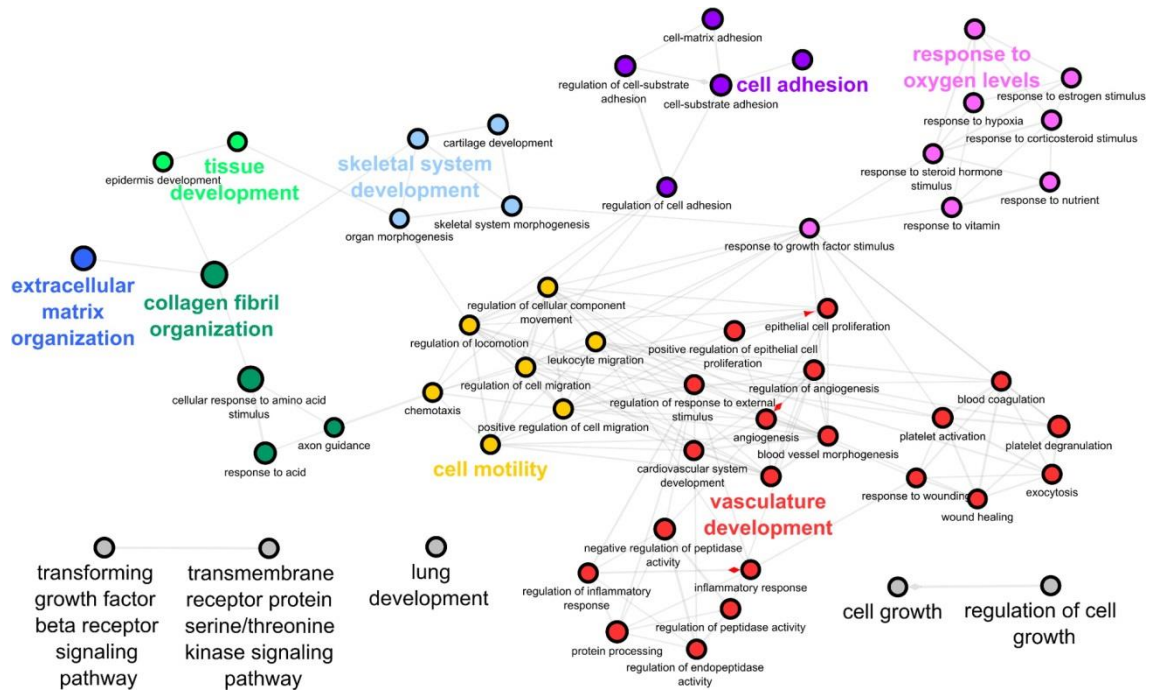 cell-matrix adhesion
regulation of cell-substrate
adhesion
cell adhesion
cell-substrate adhesion
response to
oxygen levels
response to estrogen stimulus
response to hypoxia
response to corticosteroid stimulus
response to steroid hormone
stimulus
response to nutrient
response to vitamin
cartilage development
skeletal system
development
tissue
development
epidermis development
regulation of cell adhesion
skeletal system morphogenesis
organ morphogenesis
response to growth factor stimulus
extracellular
matrix
organization
collagen fibril
organization
regulation of cellular component
movement
epithelial cell proliferation
regulation of locomotion
leukocyte migration
positive regulation of epithelial cell
proliferation
regulation of cell migration
regulation of angiogenesis
cellular response to amino acid
stimulus
chemotaxis
regulation of response to external
stimulus
blood coagulation
positive regulation of cell migration
angiogenesis
platelet activation
platelet degranulation
axon guidance
blood vessel morphogenesis
response to acid
cell motility
cardiovascular system
development
vasculature
development
response to wounding
exocytosis
wound healing
negative regulation of peptidase
activity
regulation of inflammatory
response
inflammatory response
regulation of peptidase activity
protein processing
regulation of endopeptidase
activity
transforming
growth factor
beta receptor
signaling
pathway
transmembrane
receptor protein
serine/threonine
kinase signaling
pathway
lung
development
cell growth
regulation of cell
growth